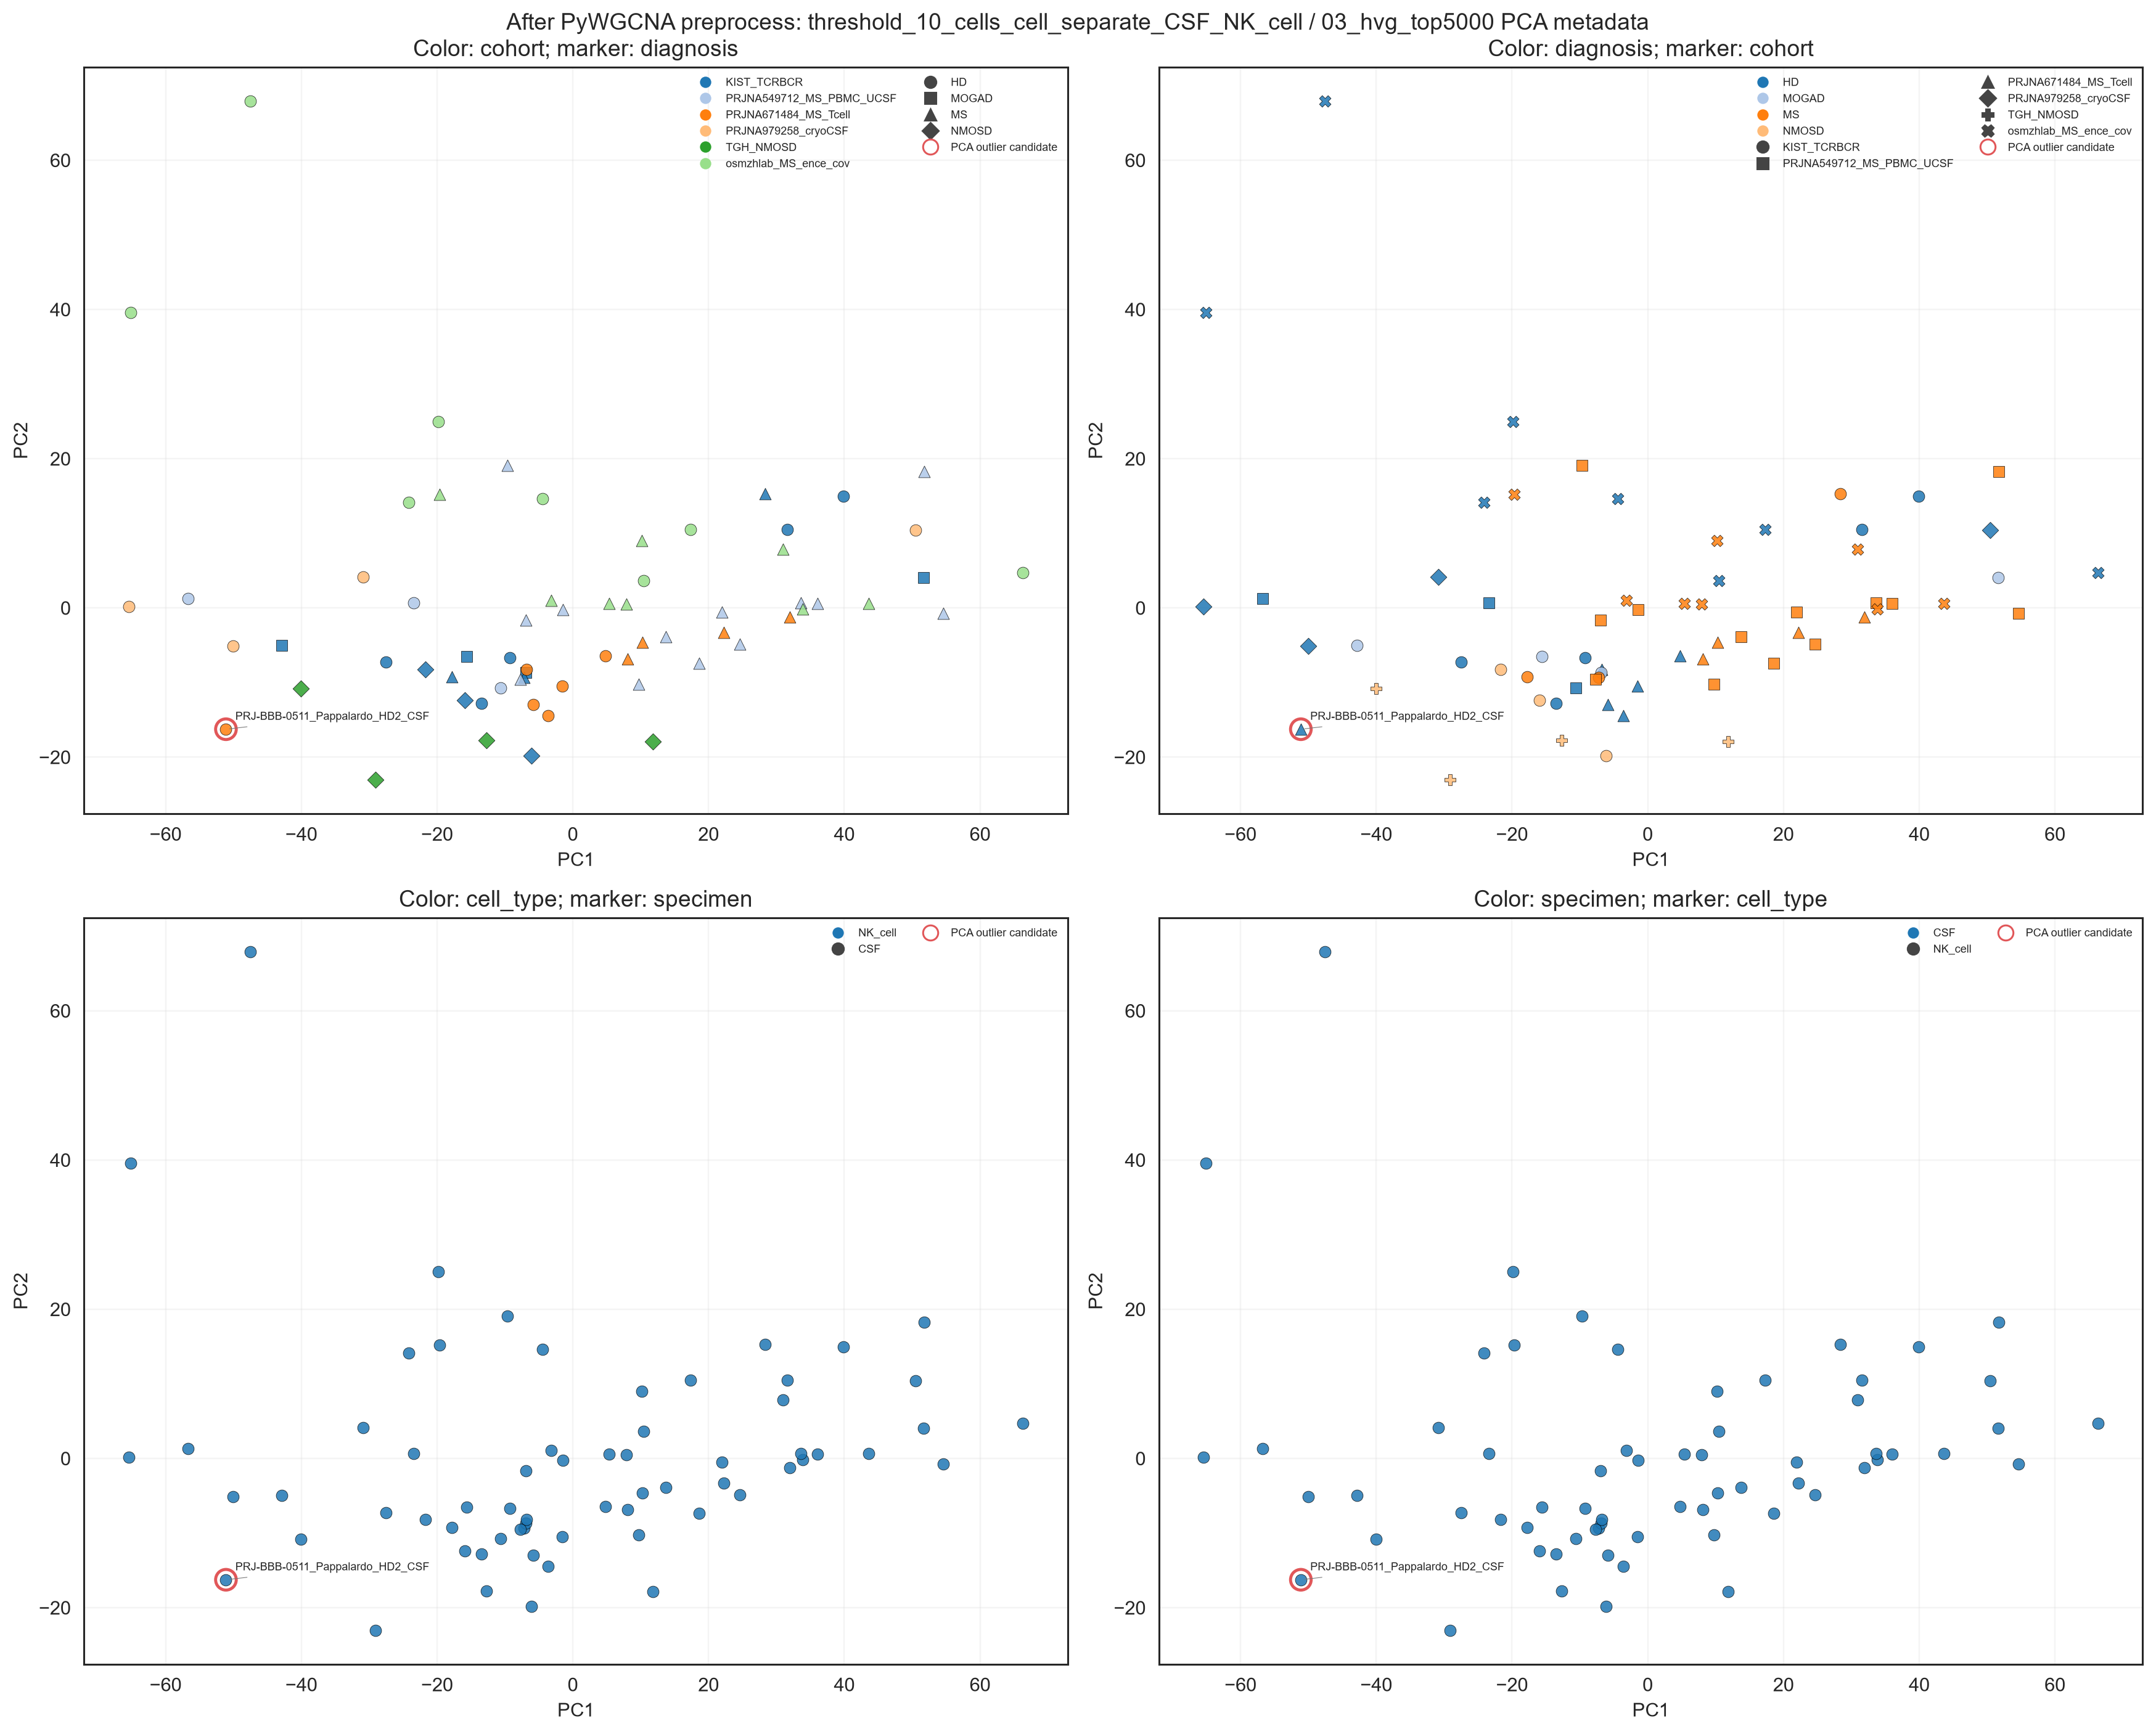 After PyWGCNA preprocess: threshold_10_cells_cell_separate_CSF_NK_cell / 03_hvg_top5000 PCA metadata
Color: cohort; marker: diagnosis
KIST_TCRBCR
PRJNA549712_MS_PBMC_UCSF
PRJNA671484_MS_Tcell
PRJNA979258_cryoCSF
TGH_NMOSD
osmzhlab_MS_ence_cov
HD
MOGAD
MS
NMOSD
PCA outlier candidate
60
40
20
0
−20
PC2
PRJ-BBB-0511_Pappalardo_HD2_CSF
−60 −40 −20 0 20 40 60
PC1
Color: diagnosis; marker: cohort
HD
MOGAD
MS
NMOSD
KIST_TCRBCR
PRJNA549712_MS_PBMC_UCSF
PRJNA671484_MS_Tcell
PRJNA979258_cryoCSF
TGH_NMOSD
osmzhlab_MS_ence_cov
PCA outlier candidate
60
40
20
0
−20
PC2
PRJ-BBB-0511_Pappalardo_HD2_CSF
−60 −40 −20 0 20 40 60
PC1
Color: cell_type; marker: specimen
NK_cell
CSF
PCA outlier candidate
60
40
20
0
−20
PC2
PRJ-BBB-0511_Pappalardo_HD2_CSF
−60 −40 −20 0 20 40 60
PC1
Color: specimen; marker: cell_type
CSF
NK_cell
PCA outlier candidate
60
40
20
0
−20
PC2
PRJ-BBB-0511_Pappalardo_HD2_CSF
−60 −40 −20 0 20 40 60
PC1